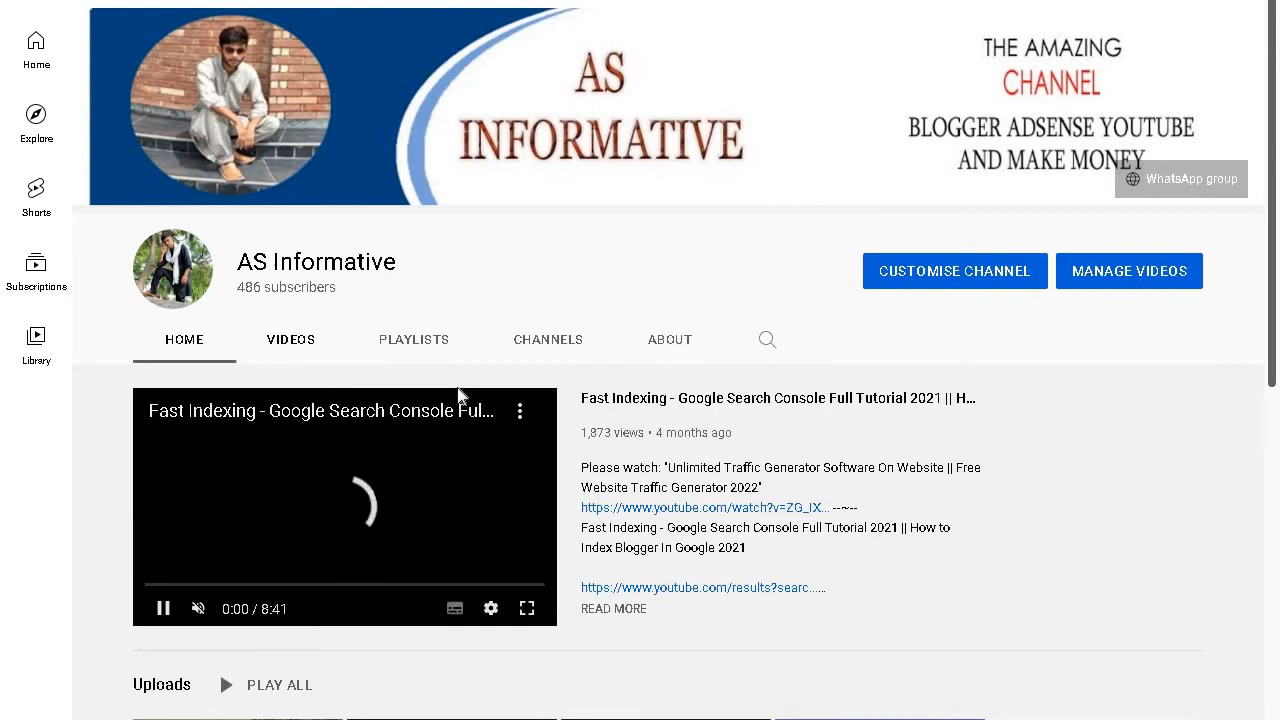 Home
Explore
Shorts
Subscriptions
Library
AS
INFORMATIVE
THE AMAZING
CHANNEL
BLOGGER ADSENSE YOUTUBE
AND MAKE MONEY
WhatsApp group
AS Informative
486 subscribers
CUSTOMISE CHANNEL
MANAGE VIDEOS
HOME VIDEOS PLAYLISTS CHANNELS ABOUT
Fast Indexing - Google Search Console Ful...
0:00 / 8:41
Fast Indexing - Google Search Console Full Tutorial 2021 || H...
1,873 views • 4 months ago
Please watch: "Unlimited Traffic Generator Software On Website || Free
Website Traffic Generator 2022"
https://www.youtube.com/watch?v=ZG_IX... --~--
Fast Indexing - Google Search Console Full Tutorial 2021 || How to
Index Blogger In Google 2021
https://www.youtube.com/results?searc......
READ MORE
Uploads PLAY ALL